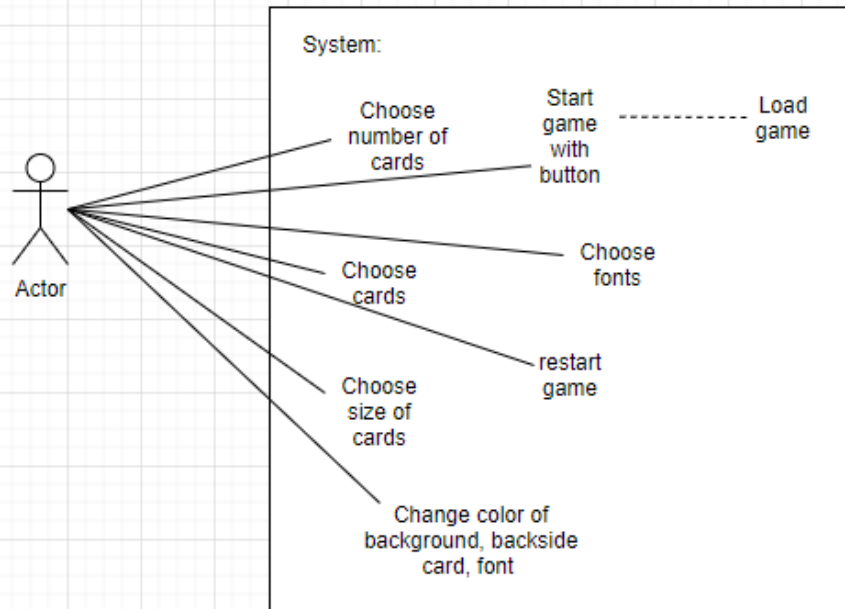 System:
Choose
number of
cards
Start
game
with
button
Load
game
Actor
Choose
fonts
Choose
cards
restart
game
Choose
size of
cards
Change color of
background, backside
card, font